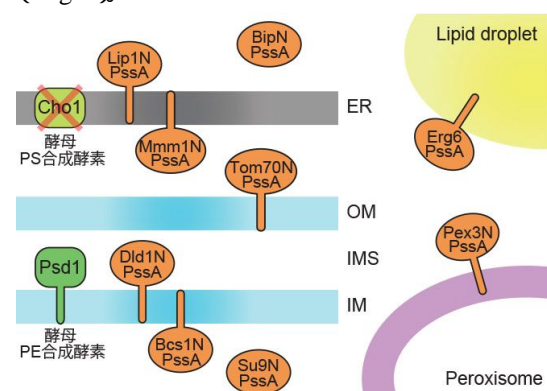 BipN
PssA
Lipid droplet
Lip1N
PssA
Cho1
ER
酵母
PS合成酵素
Mmm1N
PssA
Erg6
PssA
Tom70N
PssA
OM
Pex3N
PssA
IMS
Psd1
Dld1N
PssA
IM
酵母
PE合成酵素
Bcs1N
PssA
Su9N
PssA
Peroxisome